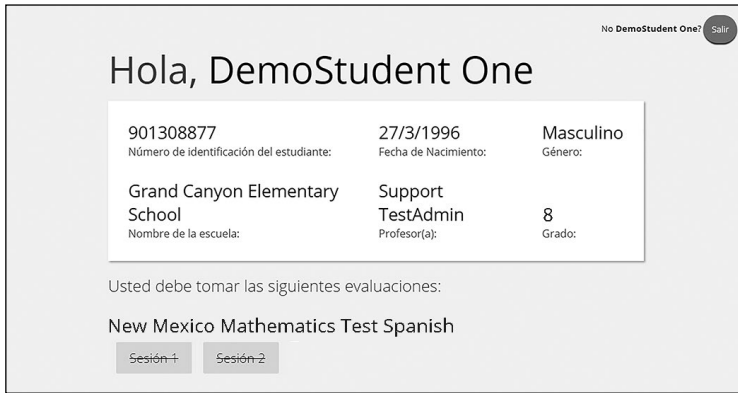 No DemoStudent One? Salir
Hola, DemoStudent One
901308877 27/3/1996 Masculino
Número de identificación del estudiante: Fecha de Nacimiento: Género:
Grand Canyon Elementary Support
School TestAdmin 8
Nombre de la escuela: Profesor(a): Grado:
Usted debe tomar las siguientes evaluaciones:
New Mexico Mathematics Test Spanish
Sesión 1 Sesión 2